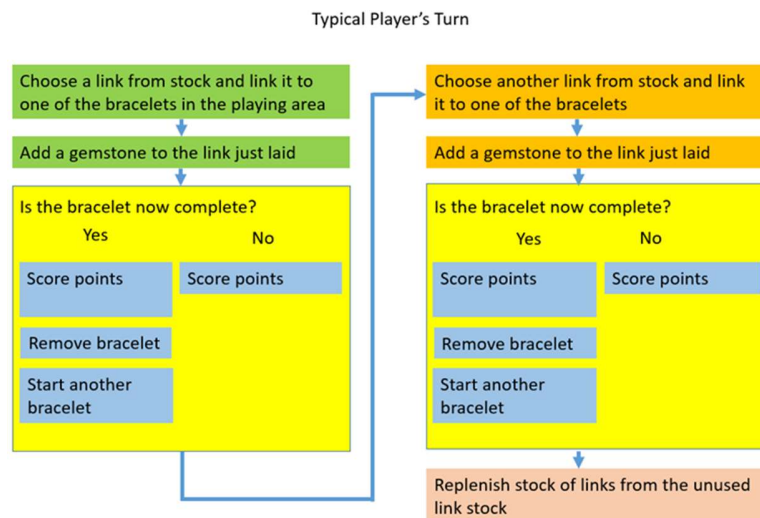 Typical Player's Turn
Choose a link from stock and link it to
one of the bracelets in the playing area
Add a gemstone to the link just laid
Is the bracelet now complete?
Yes
No
Score points
Score points
Remove bracelet
Start another
bracelet
Choose another link from stock and link
it to one of the bracelets
Add a gemstone to the link just laid
Is the bracelet now complete?
Yes
No
Score points
Score points
Remove bracelet
Start another
bracelet
Replenish stock of links from the unused
link stock